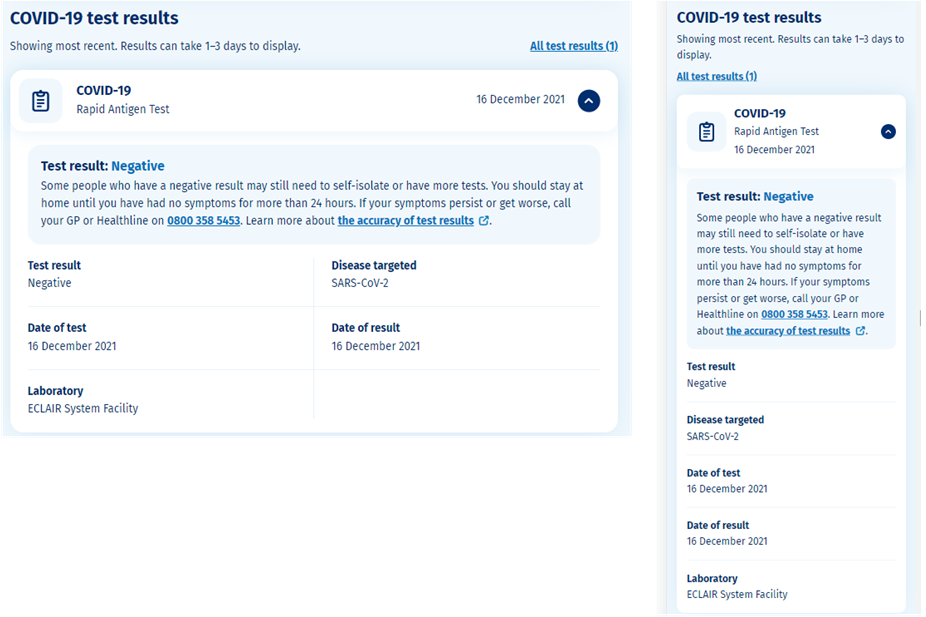 COVID-19 test results
Showing most recent. Results can take 1–3 days to display.
All test results (1)
COVID-19
Rapid Antigen Test
16 December 2021
Test result: Negative
Some people who have a negative result may still need to self-isolate or have more tests. You should stay at
home until you have had no symptoms for more than 24 hours. If your symptoms persist or get worse, call
your GP or Healthline on 0800 358 5453. Learn more about the accuracy of test results.
Test result
Negative
Disease targeted
SARS-CoV-2
Date of test
16 December 2021
Date of result
16 December 2021
Laboratory
ECLAIR System Facility
COVID-19 test results
Showing most recent. Results can take 1–3 days to
display.
All test results (1)
COVID-19
Rapid Antigen Test
16 December 2021
Test result: Negative
Some people who have a negative result
may still need to self-isolate or have
more tests. You should stay at home
until you have had no symptoms for
more than 24 hours. If your symptoms
persist or get worse, call your GP or
Healthline on 0800 358 5453. Learn more
about the accuracy of test results.
Test result
Negative
Disease targeted
SARS-CoV-2
Date of test
16 December 2021
Date of result
16 December 2021
Laboratory
ECLAIR System Facility